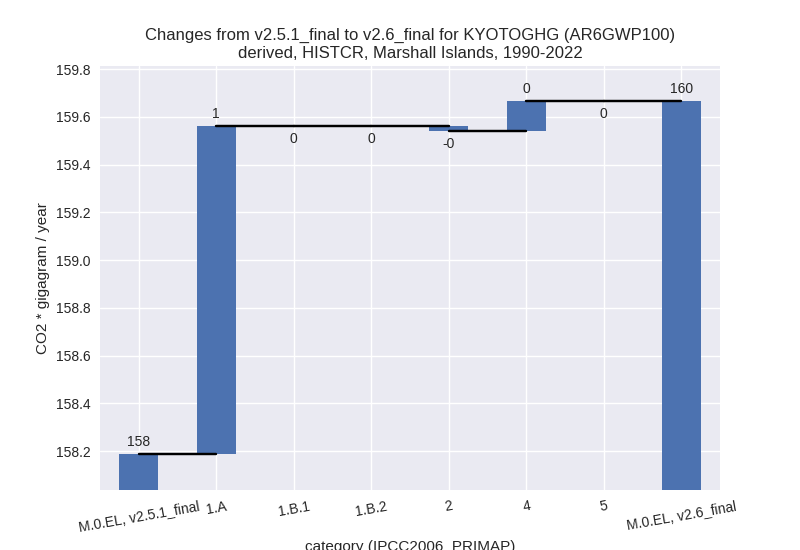 Changes from v2.5.1_final to v2.6_final for KYOTOGHG (AR6GWP100)
derived, HISTCR, Marshall Islands, 1990-2022
159.8
159.6
159.4
159.2
159.0
158.8
158.6
158.4
158.2
CO2 * gigagram / year
158
1
0
0
-0
0
0
160
M.0.EL, v2.5.1_final
1.A
1.B.1
1.B.2
2
4
5
M.0.EL, v2.6_final
category (IPCC2006_PRIMAP)